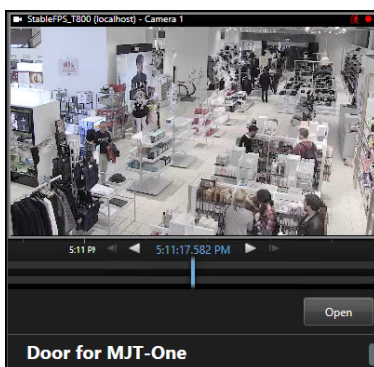 StableFPS_T800 (localhost) - Camera 1
5:11 PM
5:11:17.582 PM
Open
Door for MJT-One